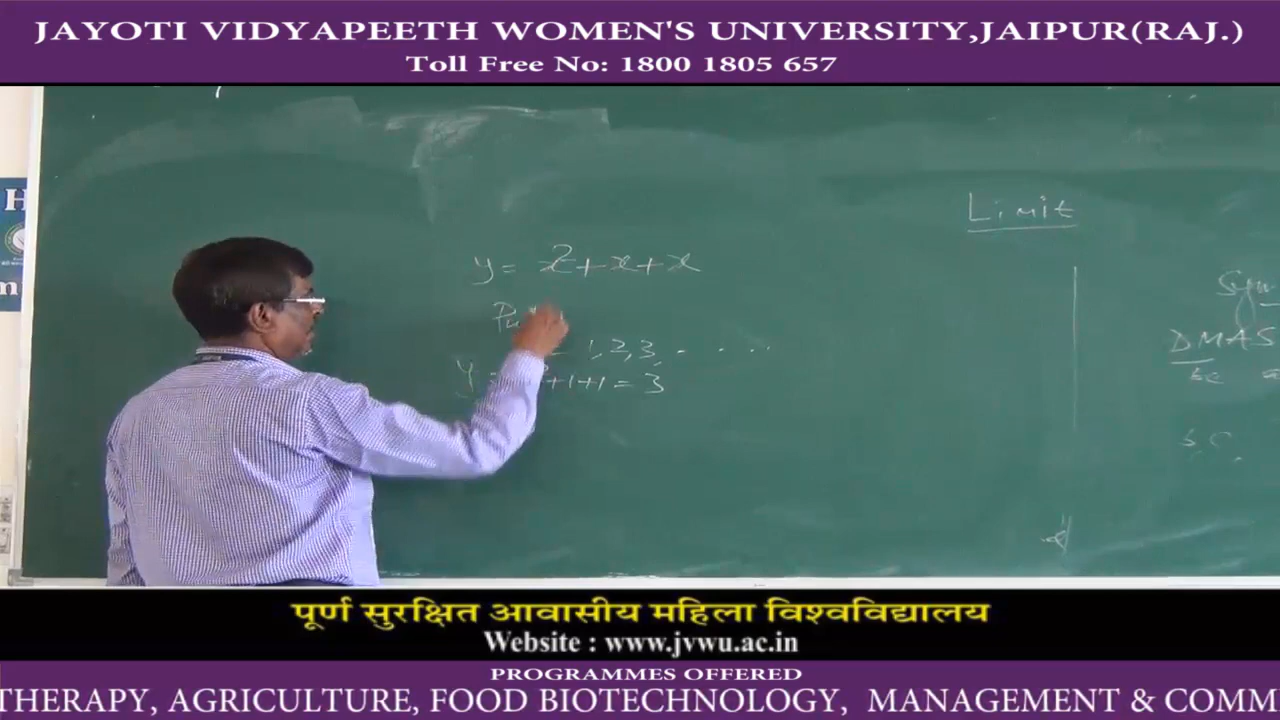 JAYOTI VIDYAPEETH WOMEN'S UNIVERSITY,JAIPUR(RAJ.)
Toll Free No: 1800 1805 657
Limit
y = z + x + x
1, 2, 3, . . . .
y =
+1+1 = 3
DMAS
पूर्ण सुरक्षित आवासीय महिला विश्वविद्यालय
Website : www.jvwu.ac.in
PROGRAMMES OFFERED
THERAPY, AGRICULTURE, FOOD BIOTECHNOLOGY, MANAGEMENT & COMM